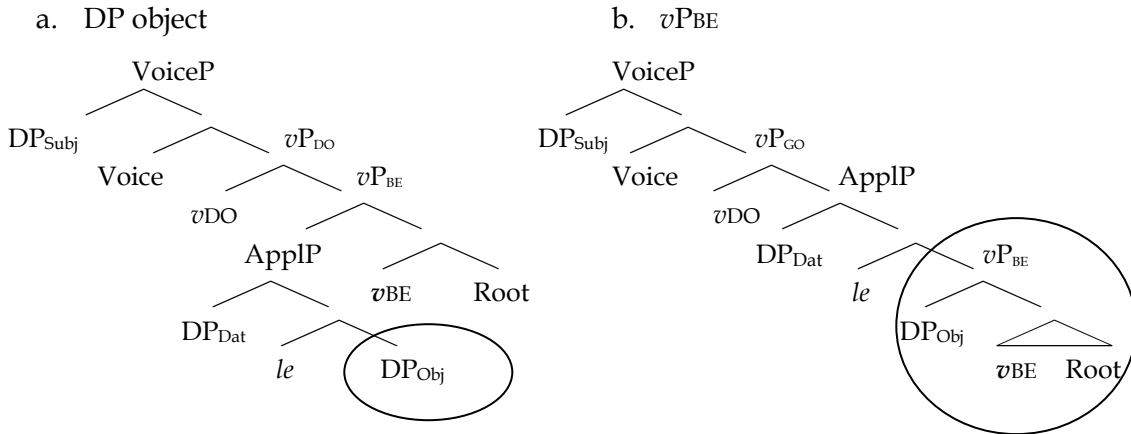 a. DP object b. vPBE
VoiceP VoiceP
DPSubj vPDO DPSubj vPGO
Voice vPBE Voice ApplP
vDO vDO
ApplP DPDat vPBE
vBE Root le
DPDat DPObj
le DPObj vBE Root